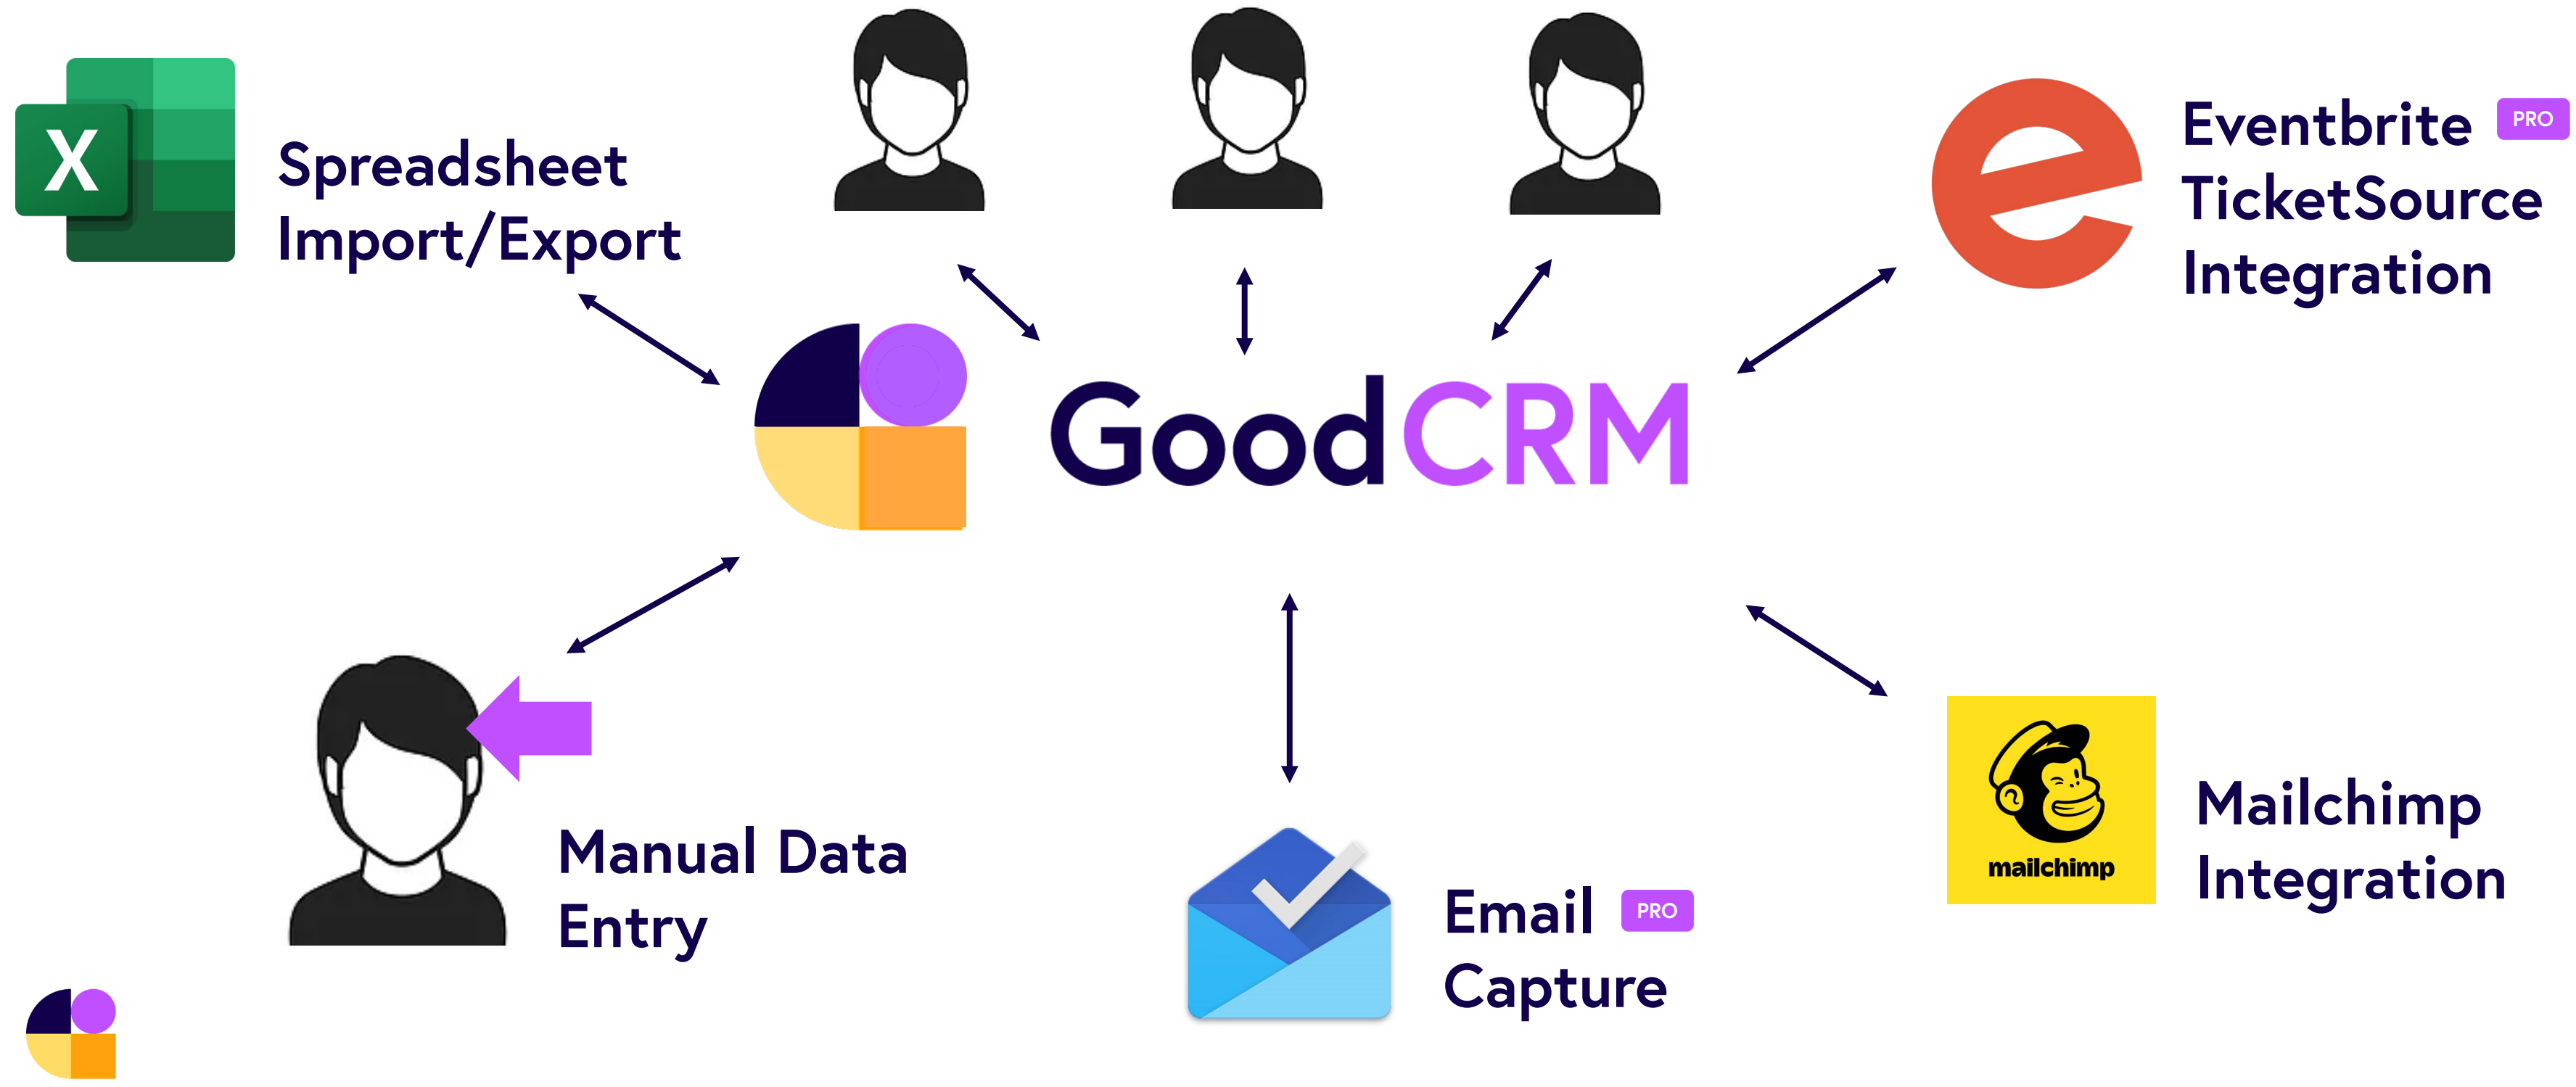 X
Spreadsheet
Import/Export
Eventbrite PRO
TicketSource
Integration
GoodCRM
Manual Data
Entry
Email PRO
Capture
mailchimp
Mailchimp
Integration